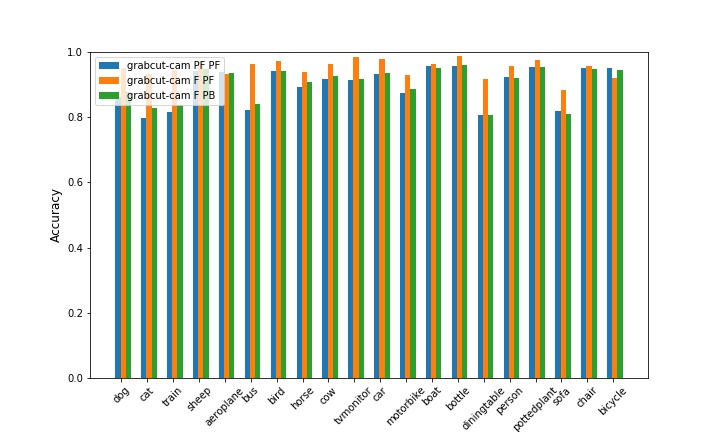 grabcut-cam PF PF
grabcut-cam F PF
grabcut-cam F PB
Accuracy
1.0
0.8
0.6
0.4
0.2
0.0
dog
cat
train
sheep
aeroplane
bus
bird
horse
cow
tvmonitor
car
motorbike
boat
bottle
diningtable
person
pottedplant
sofa
chair
bicycle